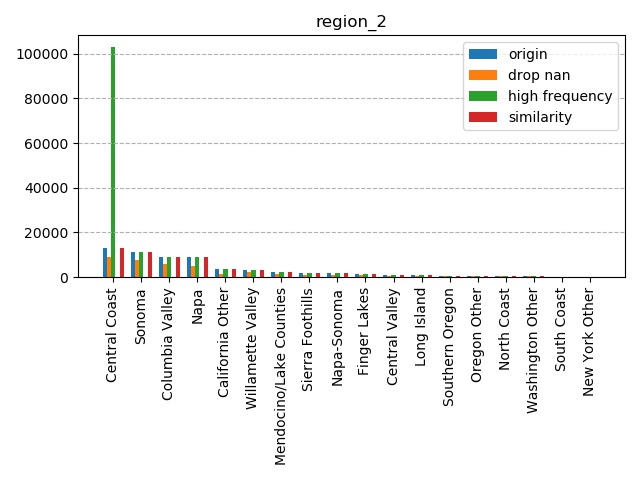 region_2
100000
80000
60000
40000
20000
0
origin
drop nan
high frequency
similarity
Central Coast
Sonoma
Columbia Valley
Napa
California Other
Willamette Valley
Mendocino/Lake Counties
Sierra Foothills
Napa-Sonoma
Finger Lakes
Central Valley
Long Island
Southern Oregon
Oregon Other
North Coast
Washington Other
South Coast
New York Other